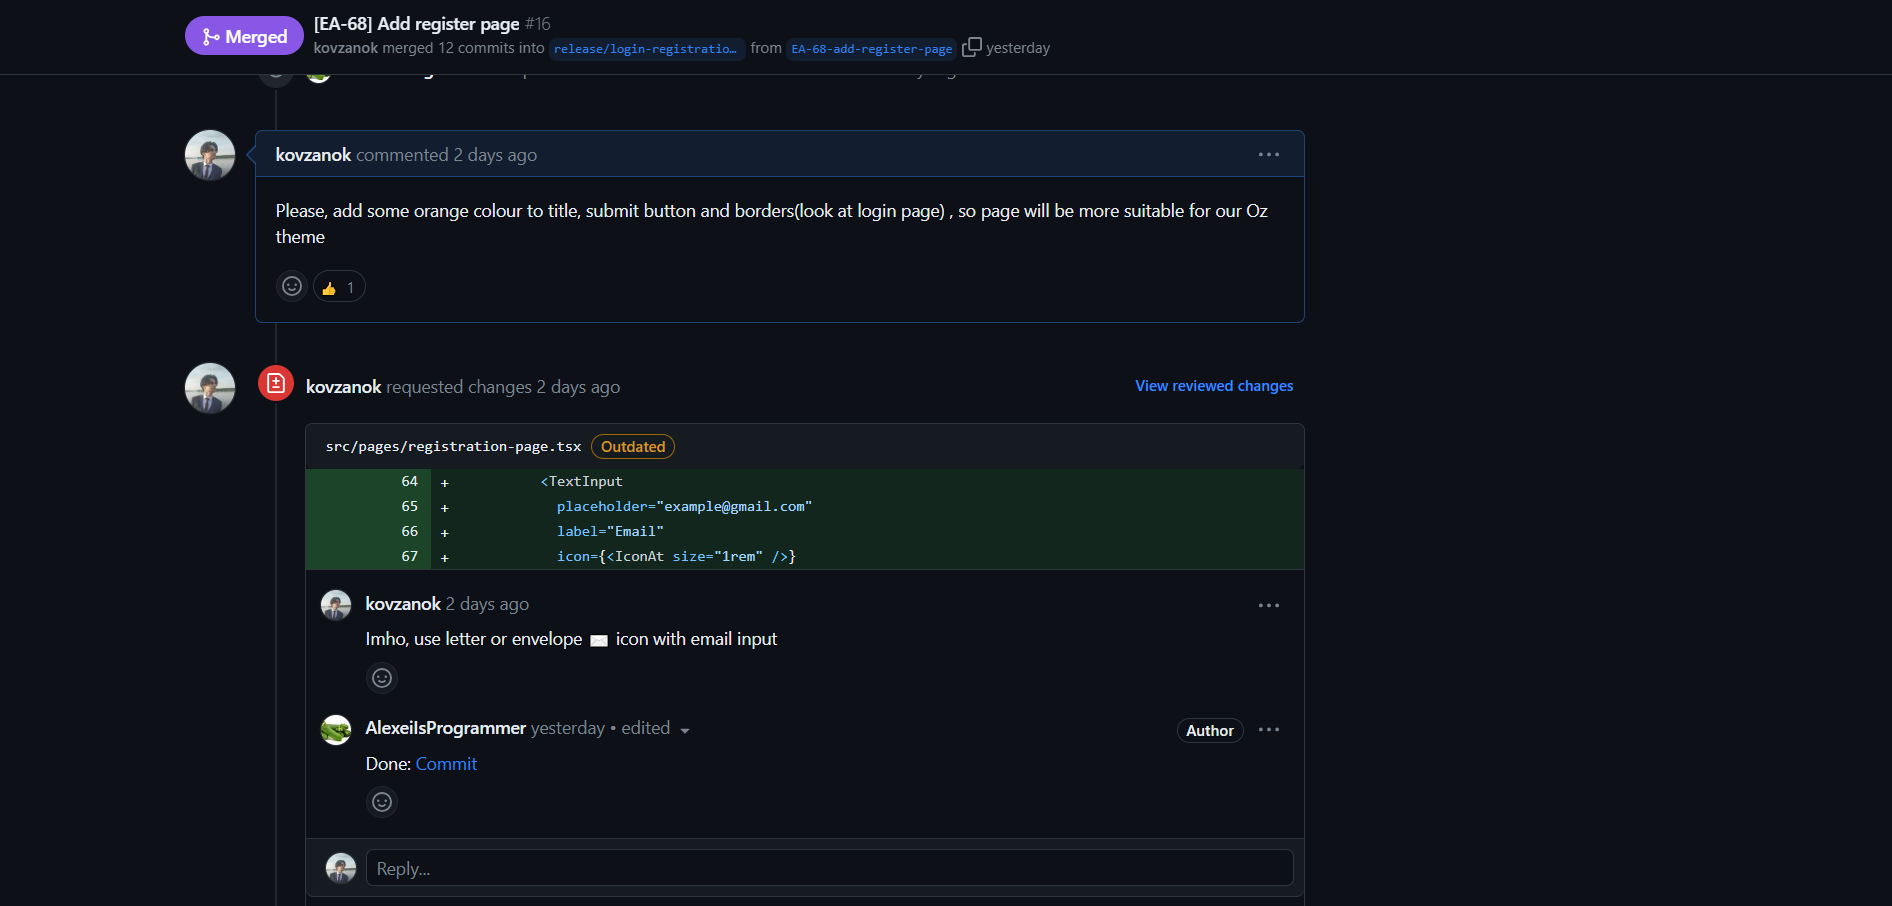 Merged
[EA-68] Add register page #16
kovzanok merged 12 commits into release/login-registratio… from EA-68-add-register-page yesterday
kovzanok commented 2 days ago
Please, add some orange colour to title, submit button and borders(look at login page) , so page will be more suitable for our Oz
theme
👍 1
kovzanok requested changes 2 days ago
View reviewed changes
src/pages/registration-page.tsx Outdated
64 + <TextInput
65 + placeholder="example@gmail.com"
66 + label="Email"
67 + icon={<IconAt size="1rem" />}
kovzanok 2 days ago
Imho, use letter or envelope ✉️ icon with email input
AlexeiIsProgrammer yesterday • edited
Author
Done: Commit
Reply...